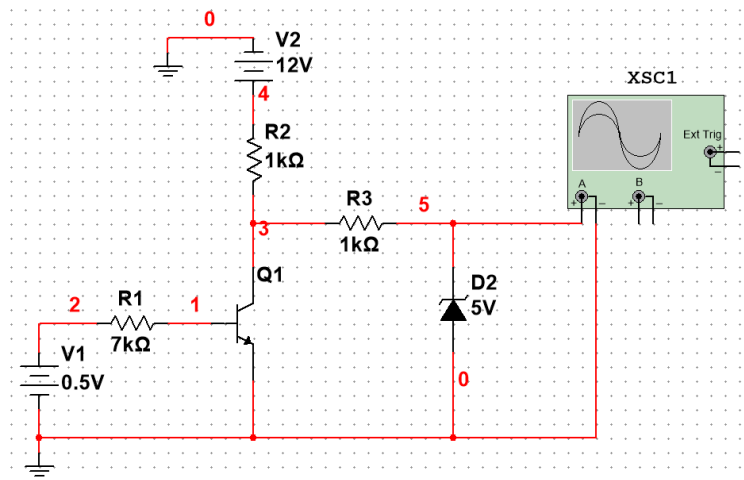 0
V2
12V
4
R2
1kΩ
3
R3
1kΩ
5
XSC1
Ext Trig
+
−
A
B
+ − + −
Q1
D2
5V
0
2
R1
7kΩ
1
V1
0.5V